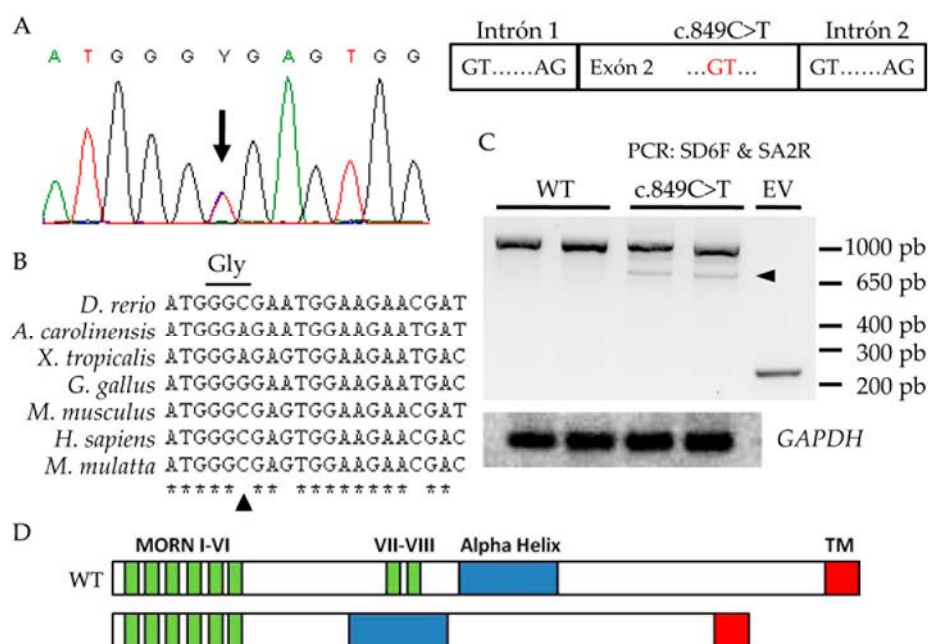 A
A T G G G Y G A G T G G
Intrón 1 c.849C>T Intrón 2
GT......AG Exón 2 ...GT... GT......AG
C
PCR: SD6F & SA2R
WT c.849C>T EV
1000 pb
650 pb
400 pb
300 pb
200 pb
GAPDH
B
Gly
D. rerio ATGGGCGAATGGAAGAACGAT
A. carolinensis ATGGGAGAGTGGAAGAATGAT
X. tropicalis ATGGGAGAGTGGAAGAATGAC
G. gallus ATGGGGGAATGGAAGAATGAC
M. musculus ATGGGCGAGTGGAAGAACGAT
H. sapiens ATGGGCGAGTGGAAGAACGAC
M. mulatta ATGGGCGAGTGGAAGAACGAC
***** ** ******** **
D
MORN I-VI VII-VIII Alpha Helix TM
WT